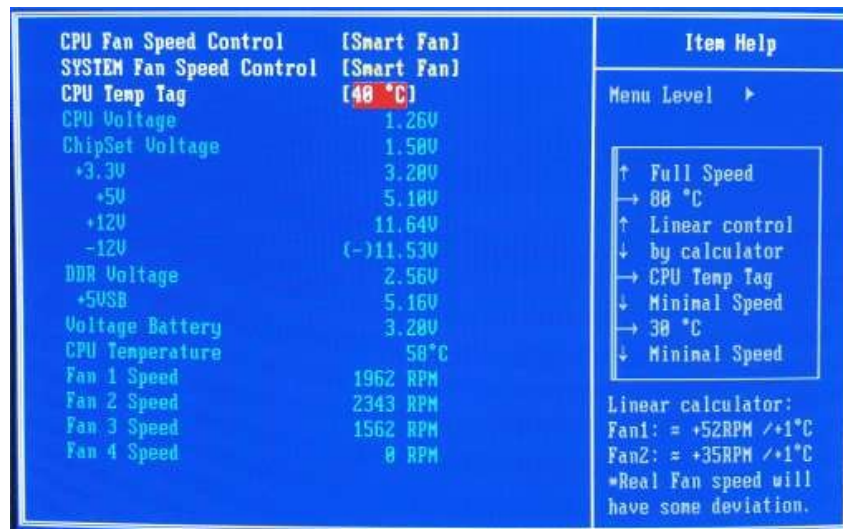 CPU Fan Speed Control [Smart Fan]
SYSTEM Fan Speed Control [Smart Fan]
CPU Temp Tag [40 °C]
CPU Voltage 1.26V
ChipSet Voltage 1.50V
+3.3V 3.20V
+5V 5.10V
+12V 11.64V
-12V (-)11.53V
DDR Voltage 2.56V
+5VSB 5.16V
Voltage Battery 3.20V
CPU Temperature 50°C
Fan 1 Speed 1962 RPM
Fan 2 Speed 2343 RPM
Fan 3 Speed 1562 RPM
Fan 4 Speed 0 RPM
Item Help
Menu Level ▸
↑ Full Speed
→ 80 °C
↑ Linear control
↓ by calculator
→ CPU Temp Tag
↓ Minimal Speed
→ 30 °C
↓ Minimal Speed
Linear calculator:
Fan1: = +52RPM /+1°C
Fan2: = +35RPM /+1°C
*Real Fan speed will
have some deviation.